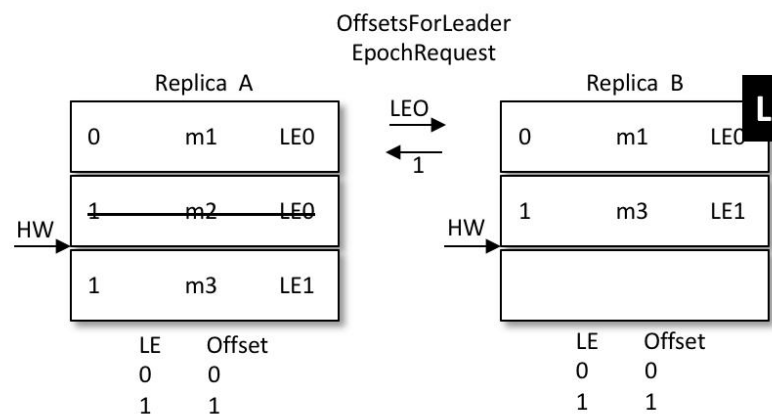 OffsetsForLeader
EpochRequest
Replica A
Replica B
L
0 m1 LE0
LEO
1
0 m1 LE0
1 m2 LE0
1 m3 LE1
HW
HW
1 m3 LE1
LE Offset
0 0
1 1
LE Offset
0 0
1 1